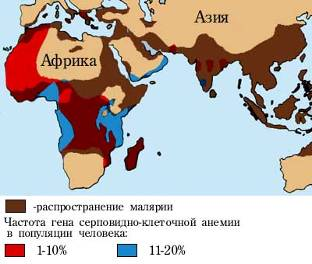 Азия
Африка
-распространение малярии
Частота гена серповидно-клеточной анемии
в популяции человека:
1-10% 11-20%